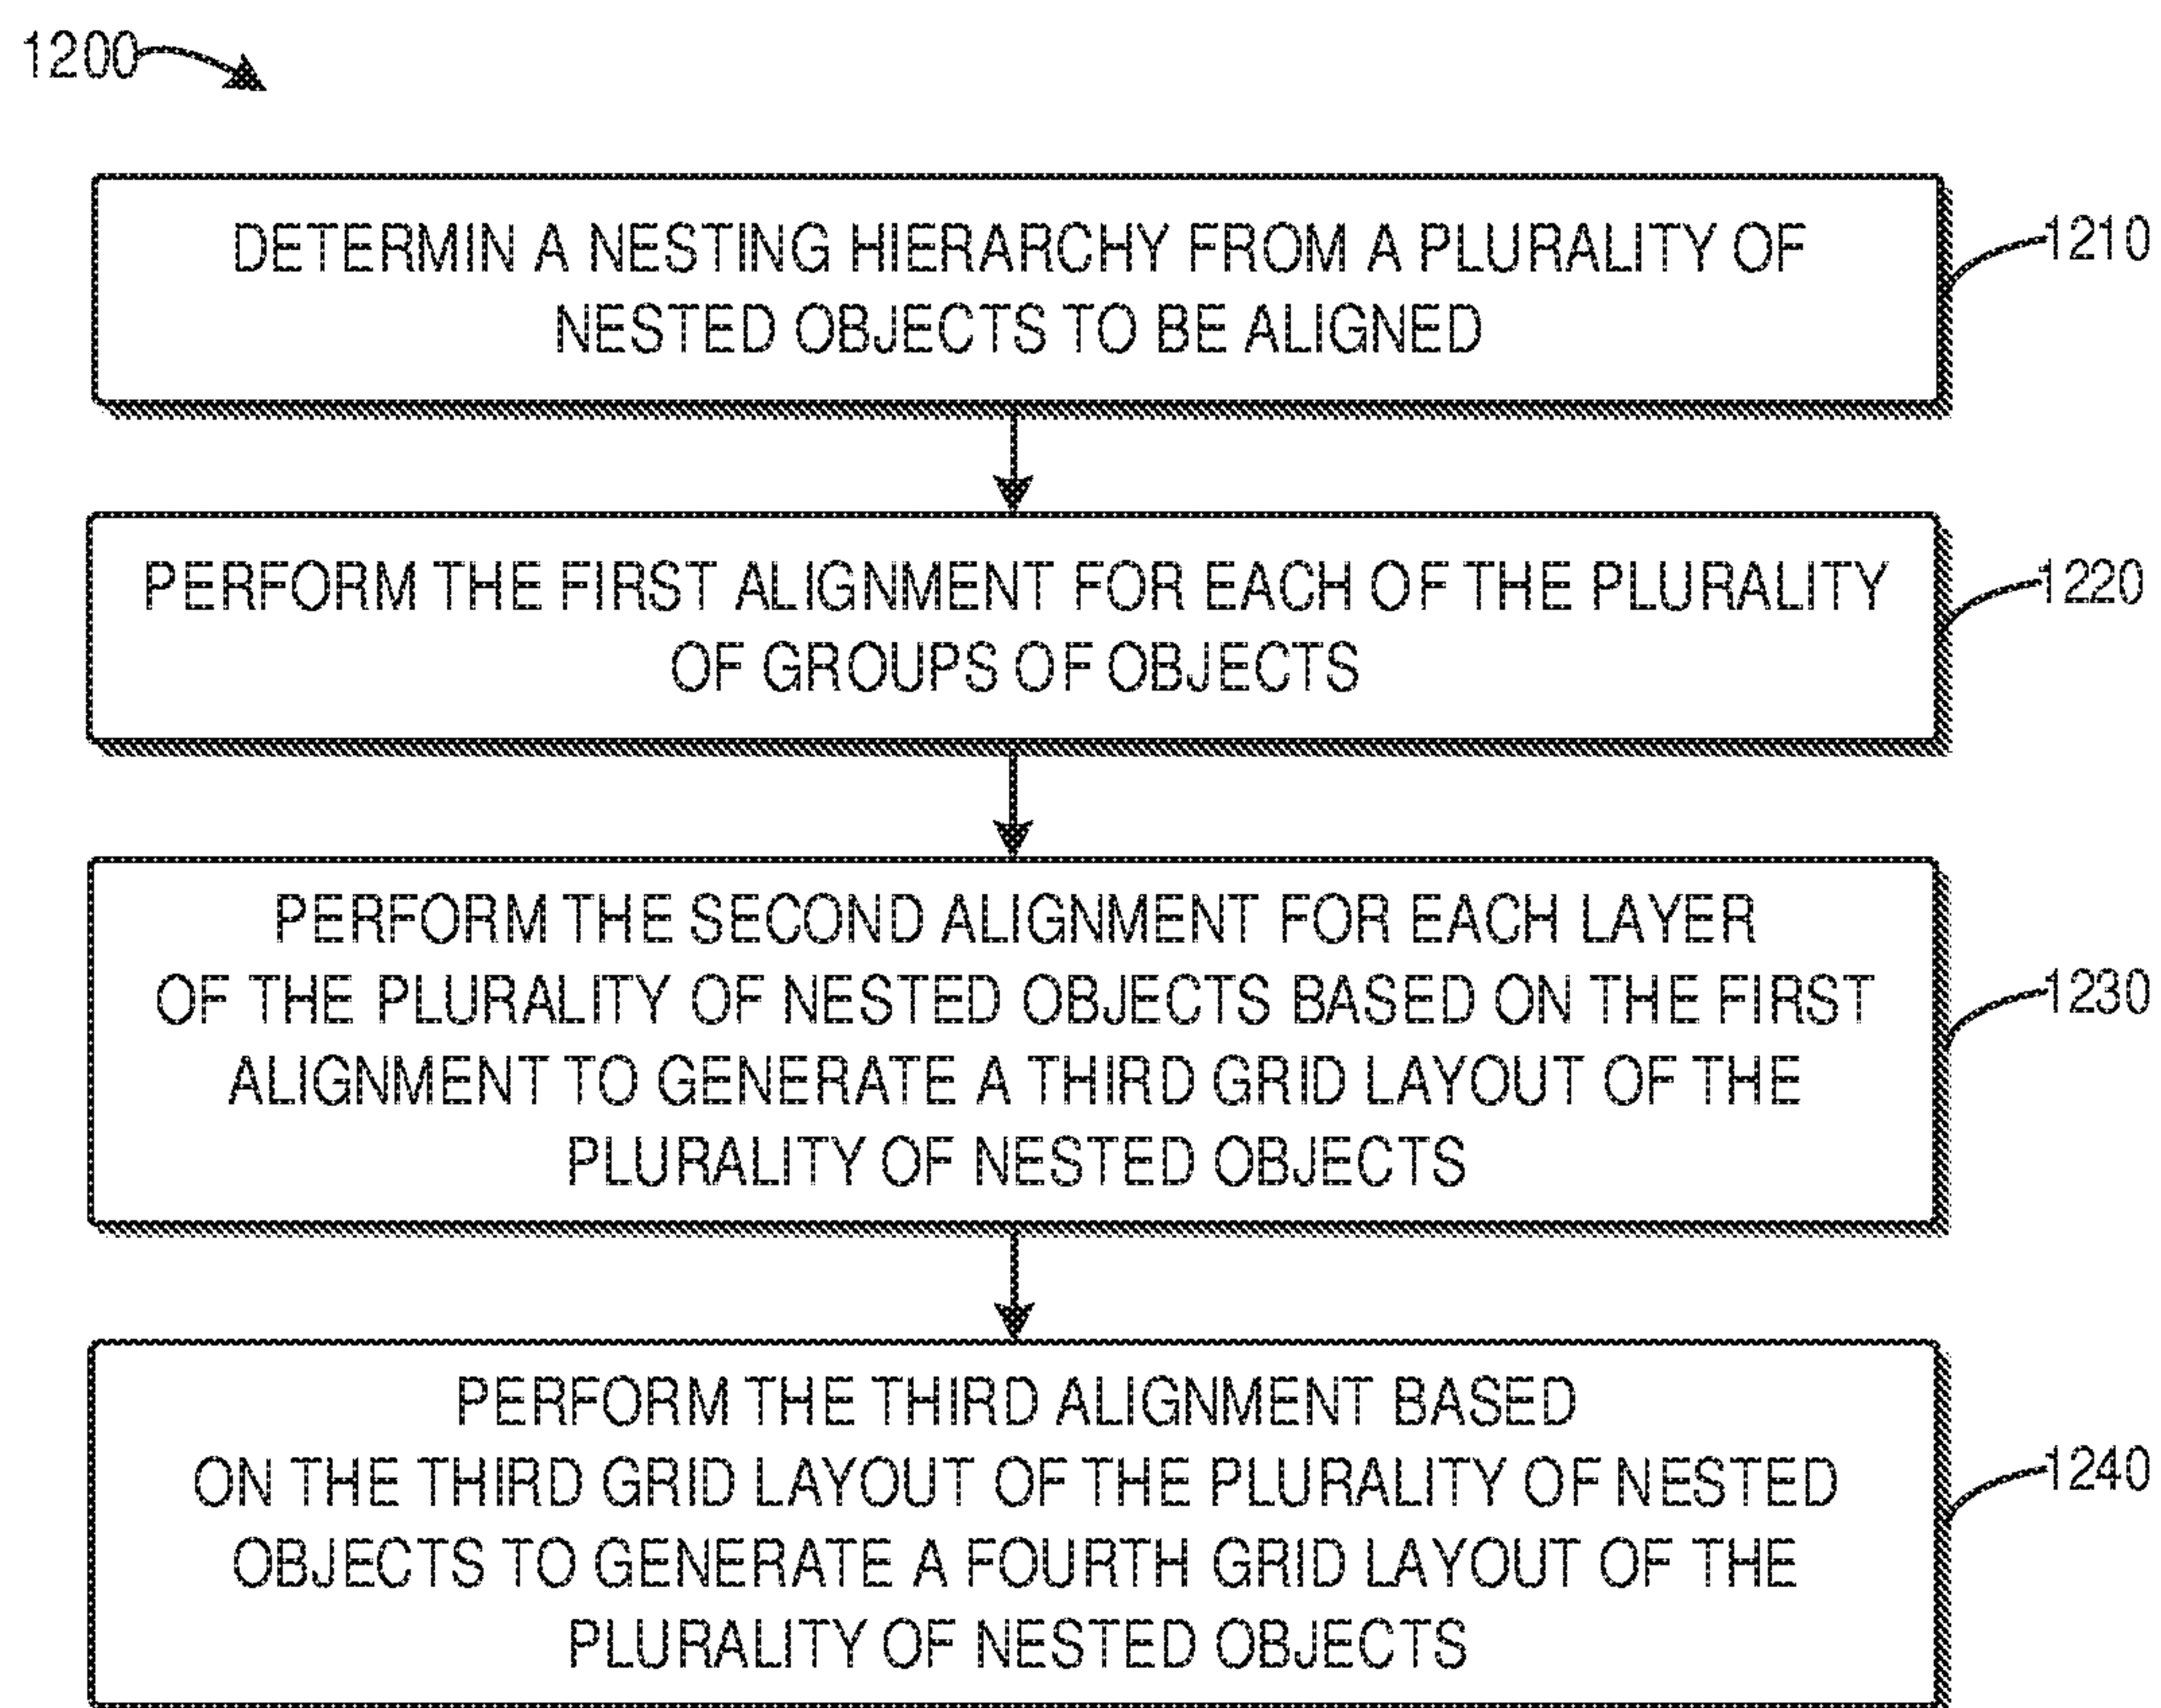 1200
DETERMIN A NESTING HIERARCHY FROM A PLURALITY OF
NESTED OBJECTS TO BE ALIGNED
1210
PERFORM THE FIRST ALIGNMENT FOR EACH OF THE PLURALITY
OF GROUPS OF OBJECTS
1220
PERFORM THE SECOND ALIGNMENT FOR EACH LAYER
OF THE PLURALITY OF NESTED OBJECTS BASED ON THE FIRST
ALIGNMENT TO GENERATE A THIRD GRID LAYOUT OF THE
PLURALITY OF NESTED OBJECTS
1230
PERFORM THE THIRD ALIGNMENT BASED
ON THE THIRD GRID LAYOUT OF THE PLURALITY OF NESTED
OBJECTS TO GENERATE A FOURTH GRID LAYOUT OF THE
PLURALITY OF NESTED OBJECTS
1240